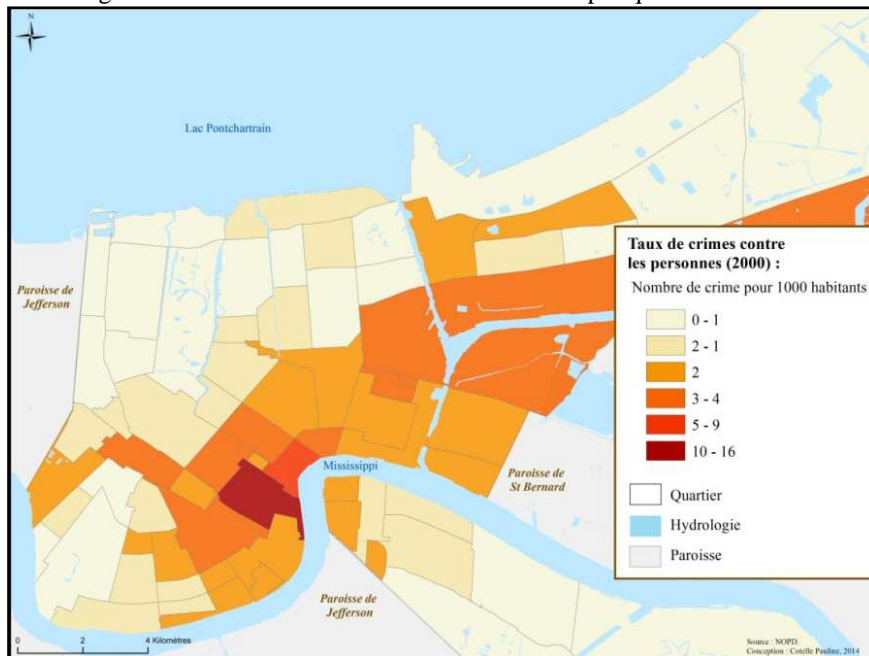 N
Lac Pontchartrain
Paroisse de
Jefferson
Taux de crimes contre
les personnes (2000) :
Nombre de crime pour 1000 habitants
0 - 1
2 - 1
2
3 - 4
5 - 9
10 - 16
Quartier
Hydrologie
Paroisse
Mississippi
Paroisse de
St Bernard
Paroisse de
Jefferson
0 2 4 Kilomètres
Source : NOPD.
Conception : Cotelle Pauline, 2014